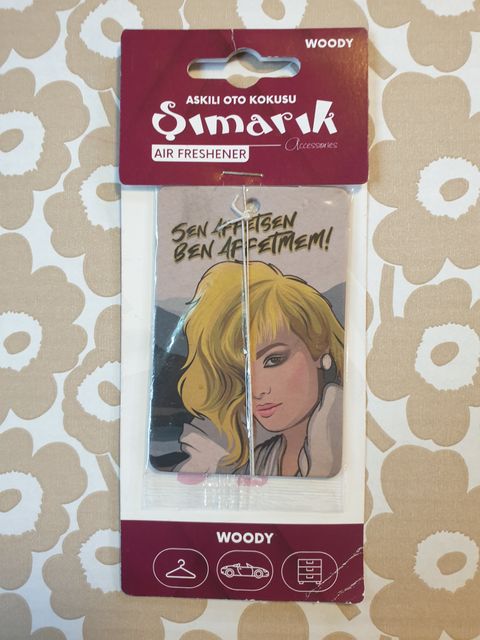 WOODY
ASKILI OTO KOKUSU
Şımarık
AIR FRESHENER
Accessories
SEN AFFETSEN
BEN AFFETMEM!
WOODY